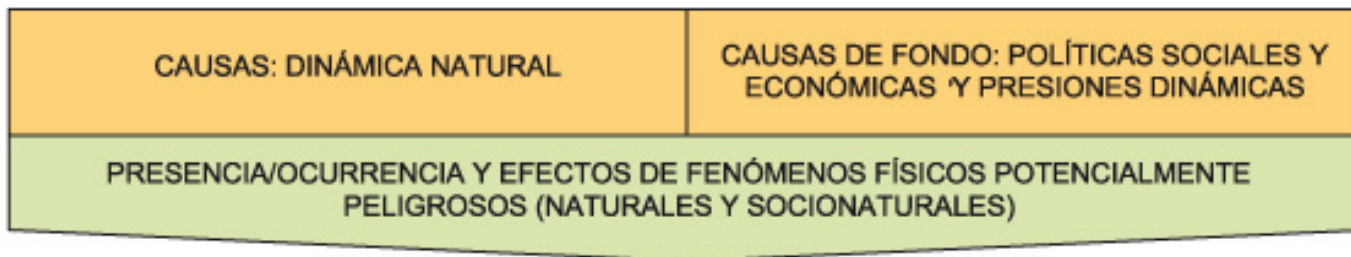 CAUSAS: DINÁMICA NATURAL
CAUSAS DE FONDO: POLÍTICAS SOCIALES Y
ECONÓMICAS 'Y PRESIONES DINÁMICAS
PRESENCIA/OCURRENCIA Y EFECTOS DE FENÓMENOS FÍSICOS POTENCIALMENTE
PELIGROSOS (NATURALES Y SOCIONATURALES)